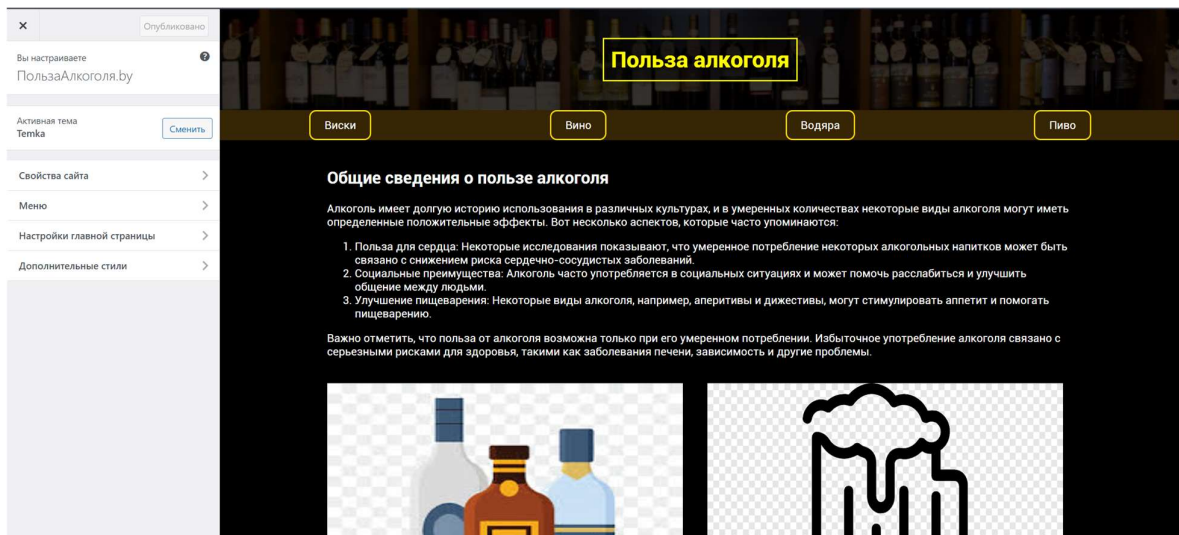 Опубликовано
Вы настраиваете
ПользаАлкоголя.by
Активная тема
Temka
Сменить
Свойства сайта
Меню
Настройки главной страницы
Дополнительные стили
Польза алкоголя
Виски
Вино
Водяра
Пиво
Общие сведения о пользе алкоголя
Алкоголь имеет долгую историю использования в различных культурах, и в умеренных количествах некоторые виды алкоголя могут иметь
определенные положительные эффекты. Вот несколько аспектов, которые часто упоминаются:
1. Польза для сердца: Некоторые исследования показывают, что умеренное потребление некоторых алкогольных напитков может быть
связано с снижением риска сердечно-сосудистых заболеваний.
2. Социальные преимущества: Алкоголь часто употребляется в социальных ситуациях и может помочь расслабиться и улучшить
общение между людьми.
3. Улучшение пищеварения: Некоторые виды алкоголя, например, аперитивы и дижестивы, могут стимулировать аппетит и помогать
пищеварению.
Важно отметить, что польза от алкоголя возможна только при его умеренном потреблении. Избыточное употребление алкоголя связано с
серьезными рисками для здоровья, такими как заболевания печени, зависимость и другие проблемы.